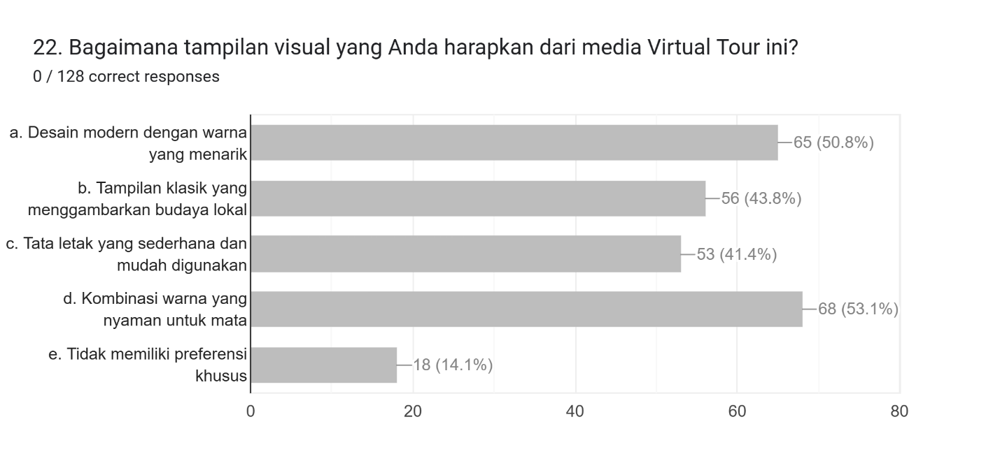 22. Bagaimana tampilan visual yang Anda harapkan dari media Virtual Tour ini?
0 / 128 correct responses
a. Desain modern dengan warna
yang menarik
65 (50.8%)
b. Tampilan klasik yang
menggambarkan budaya lokal
56 (43.8%)
c. Tata letak yang sederhana dan
mudah digunakan
53 (41.4%)
d. Kombinasi warna yang
nyaman untuk mata
68 (53.1%)
e. Tidak memiliki preferensi
khusus
18 (14.1%)
0 20 40 60 80